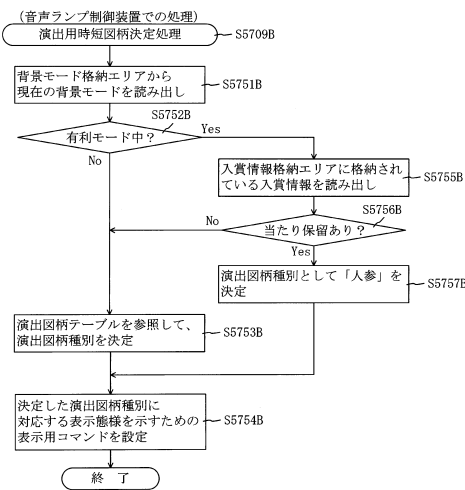 (音声ランプ制御装置での処理)
演出用時短図柄決定処理
S5709B
背景モード格納エリアから
現在の背景モードを読み出し
S5751B
S5752B
有利モード中?
Yes
No
入賞情報格納エリアに格納され
ている入賞情報を読み出し
S5755B
S5756B
当たり保留あり?
No
Yes
演出図柄種別として「人参」を
決定
S5757B
演出図柄テーブルを参照して、
演出図柄種別を決定
S5753B
決定した演出図柄種別に
対応する表示態様を示すための
表示用コマンドを設定
S5754B
終 了